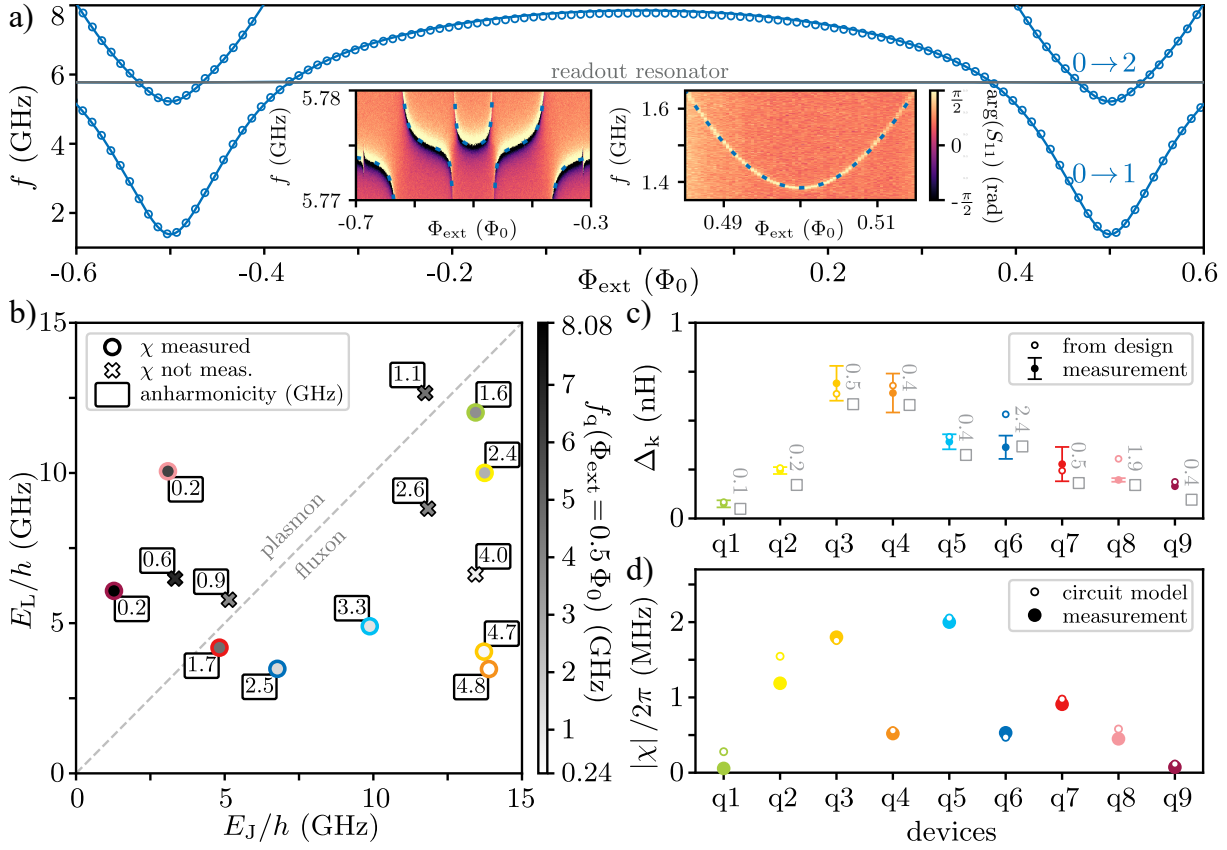 a)
8
6
4
2
f (GHz)
readout resonator
0→2
0→1
5.78
5.77
f (GHz)
-0.7
-0.3
Φext (Φ0)
1.6
1.4
f (GHz)
0.49
0.51
Φext (Φ0)
π/2
0
-π/2
arg(S11) (rad)
-0.6
-0.4
-0.2
0
0.2
0.4
0.6
Φext (Φ0)
b)
15
10
5
0
EL/h (GHz)
χ measured
χ not meas.
anharmonicity (GHz)
1.1
1.6
2.4
0.2
2.6
plasmon
fluxon
0.6
0.9
4.0
0.2
3.3
1.7
2.5
4.7
4.8
0
5
10
15
EJ/h (GHz)
8.08
7
6
5
4
3
2
1
0.24
fq(Φext=0.5 Φ0) (GHz)
c)
1
0
Δk (nH)
from design
measurement
0.1 □
0.2 □
0.5 □
0.4 □
0.4 □
2.4 □
0.5 □
1.9 □
0.4 □
q1 q2 q3 q4 q5 q6 q7 q8 q9
d)
2
1
0
|χ|/2π (MHz)
circuit model
measurement
q1 q2 q3 q4 q5 q6 q7 q8 q9
devices